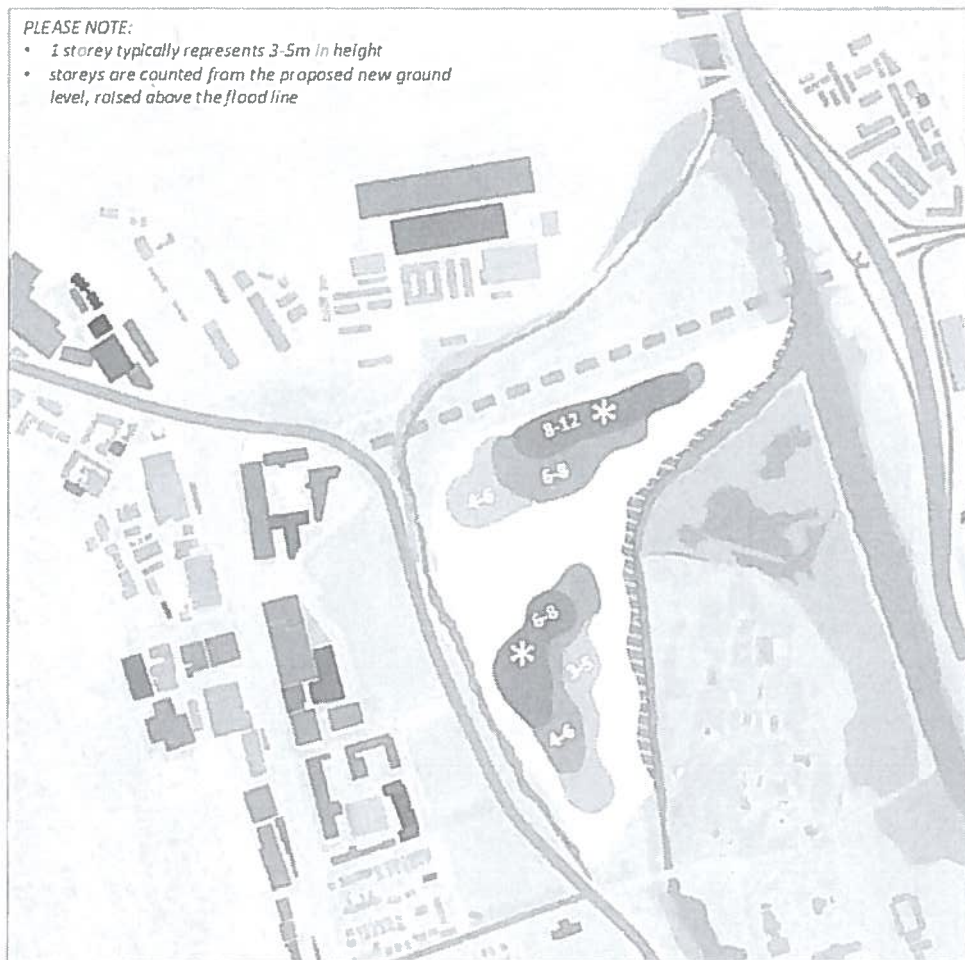 PLEASE NOTE:
• 1 storey typically represents 3-5m in height
• storeys are counted from the proposed new ground
level, raised above the flood line
8-12
6-8
4-6
6-8
3-5
4-6